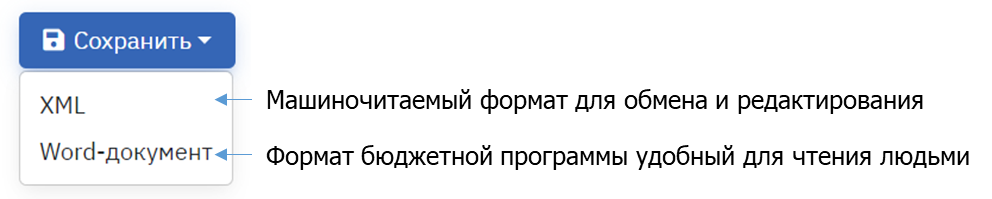 Сохранить
XML
Машиночитаемый формат для обмена и редактирования
Word-документ
Формат бюджетной программы удобный для чтения людьми